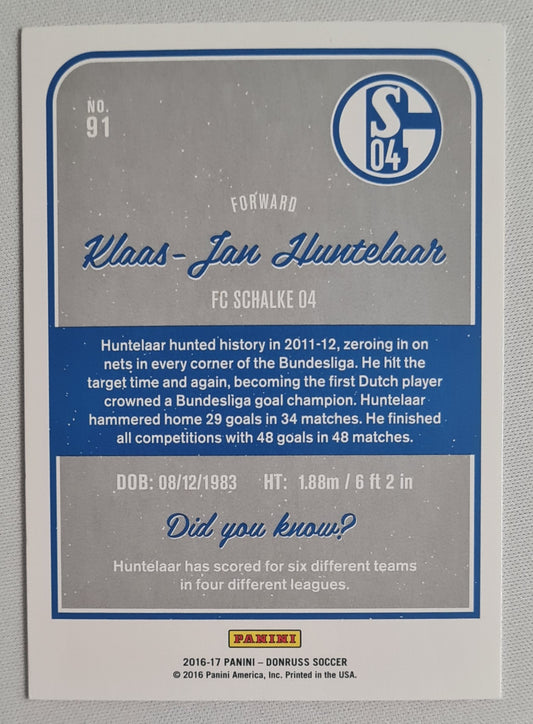 NO.
91
S
04
FORWARD
Klaas-Jan Huntelaar
FC SCHALKE 04
Huntelaar hunted history in 2011-12, zeroing in on
nets in every corner of the Bundesliga. He hit the
target time and again, becoming the first Dutch player
crowned a Bundesliga goal champion. Huntelaar
hammered home 29 goals in 34 matches. He finished
all competitions with 48 goals in 48 matches.
DOB: 08/12/1983 HT: 1.88m / 6 ft 2 in
Did you know?
Huntelaar has scored for six different teams
in four different leagues.
PANINI
2016-17 PANINI – DONRUSS SOCCER
© 2016 Panini America, Inc. Printed in the USA.